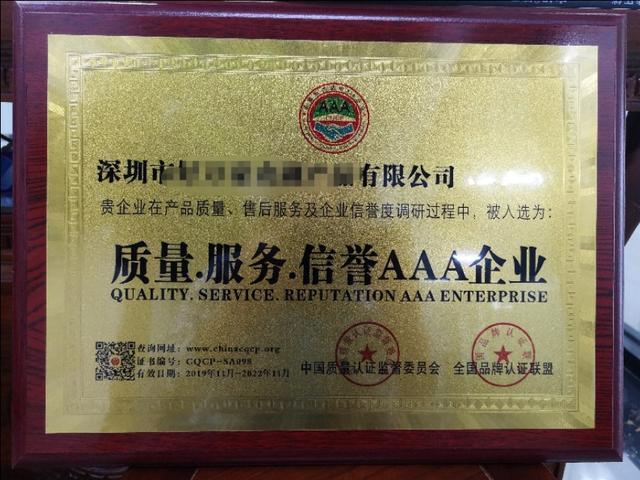 AAA
深圳市 有限公司
贵企业在产品质量、售后服务及企业信誉度调研过程中，被入选为：
质量.服务.信誉AAA企业
QUALITY. SERVICE. REPUTATION AAA ENTERPRISE
查询网址：www.chinacqcp.org
证书编号：CQCP-SA098
有效日期：2019年11月-2022年11月
中国质量认证监督委员会 全国品牌认证联盟